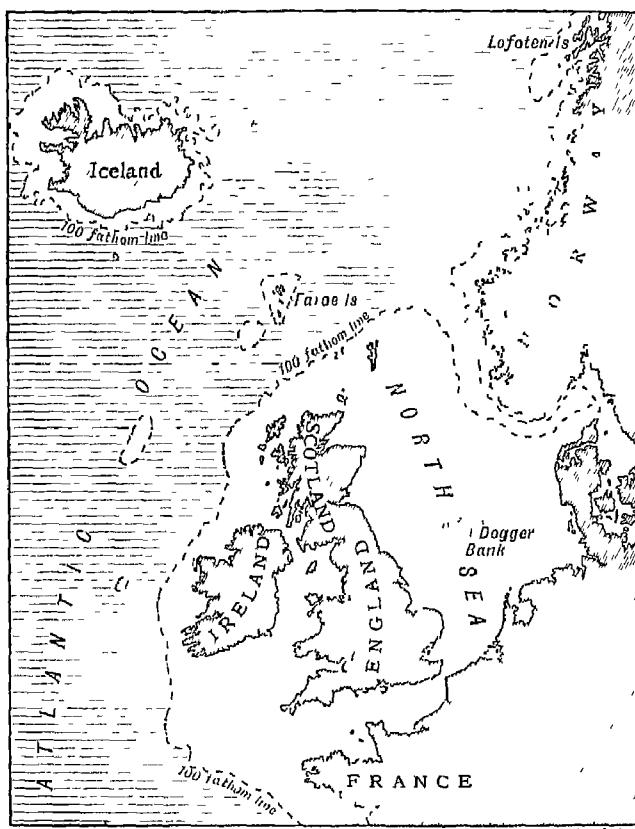 Lofoten Is
Iceland
100 fathom line
Faroe Is
100 fathom line
ATLANTIC OCEAN
NORWAY
NORTH SEA
SCOTLAND
Dogger
Bank
IRELAND
ENGLAND
100 fathom line
FRANCE